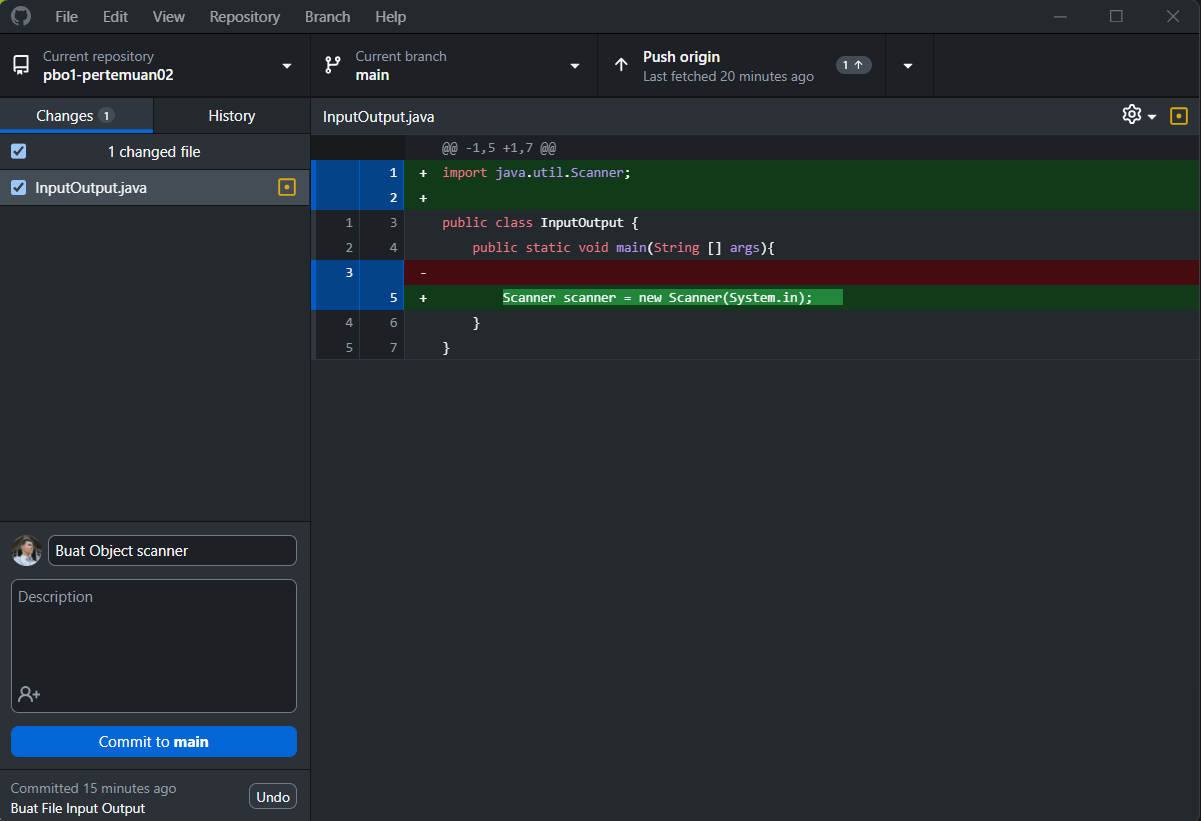 File Edit View Repository Branch Help
Current repository
pbo1-pertemuan02
Current branch
main
Push origin
Last fetched 20 minutes ago
1
Changes 1
History
1 changed file
InputOutput.java
InputOutput.java
@@ -1,5 +1,7 @@
1 + import java.util.Scanner;
2 +
1 3 public class InputOutput {
2 4 public static void main(String [] args){
3 -
5 + Scanner scanner = new Scanner(System.in);
4 6 }
5 7 }
Buat Object scanner
Description
Commit to main
Committed 15 minutes ago
Buat File Input Output
Undo